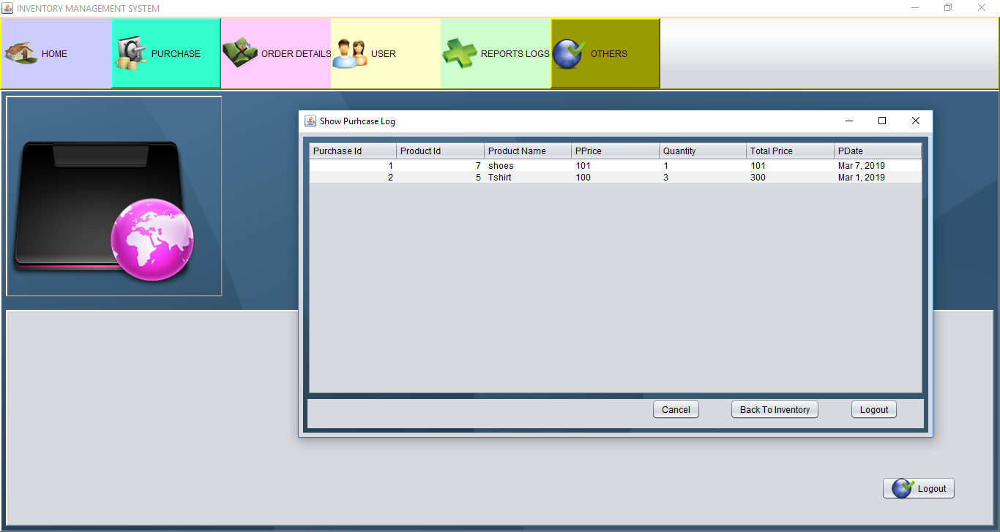 INVENTORY MANAGEMENT SYSTEM
HOME PURCHASE ORDER DETAILS USER REPORTS LOGS OTHERS
Show Purhcase Log
Purchase Id Product Id Product Name PPrice Quantity Total Price PDate
1 7 shoes 101 1 101 Mar 7, 2019
2 5 Tshirt 100 3 300 Mar 1, 2019
Cancel Back To Inventory Logout
Logout